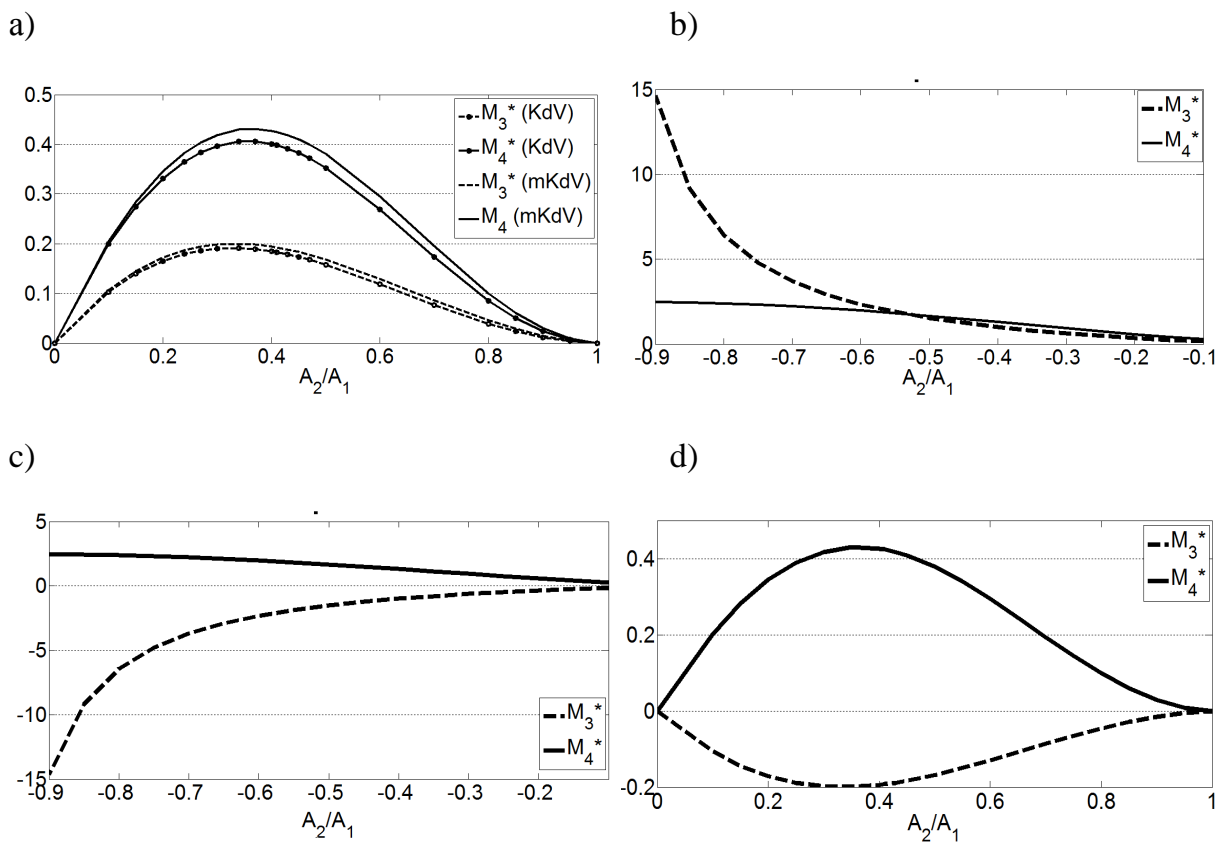 a)
0.5
0.4
0.3
0.2
0.1
0
0 0.2 0.4 0.6 0.8 1
A2/A1
M3* (KdV)
M4* (KdV)
M3* (mKdV)
M4 (mKdV)
b)
15
10
5
0
-0.9 -0.8 -0.7 -0.6 -0.5 -0.4 -0.3 -0.2 -0.1
A2/A1
M3*
M4*
c)
5
0
-5
-10
-15
-0.9 -0.8 -0.7 -0.6 -0.5 -0.4 -0.3 -0.2
A2/A1
M3*
M4*
d)
0.4
0.2
0
-0.2
0 0.2 0.4 0.6 0.8 1
A2/A1
M3*
M4*